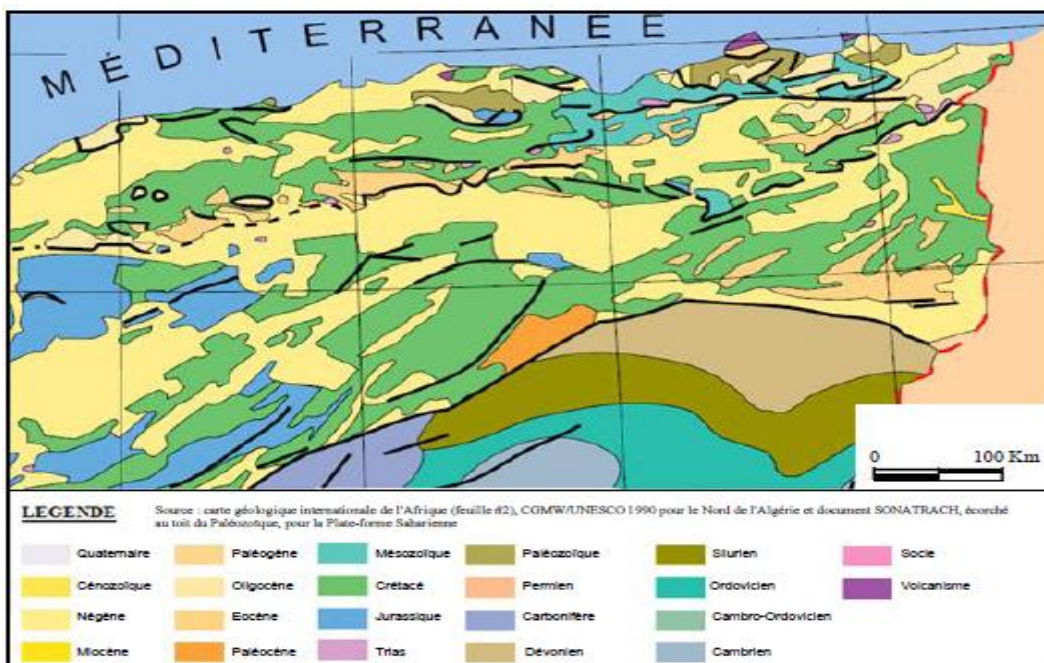 MÉDITERRANÉE
0 100 Km
LEGENDE
Source : carte géologique internationale de l'Afrique (feuille n2), CGMW/UNESCO 1990 pour le Nord de l'Algérie et document SONATRACH, écorché
au toit du Paléozoïque, pour la Plate-forme Saharienne
Quaternaire Paléogène Mésozoïque Paléozoïque Silurien Socle
Cénozoïque Oligocène Crétacé Permien Ordovicien Volcanisme
Négène Eocène Jurassique Carbonifère Cambro-Ordovicien
Miocène Paléocène Trias Dévonien Cambrien